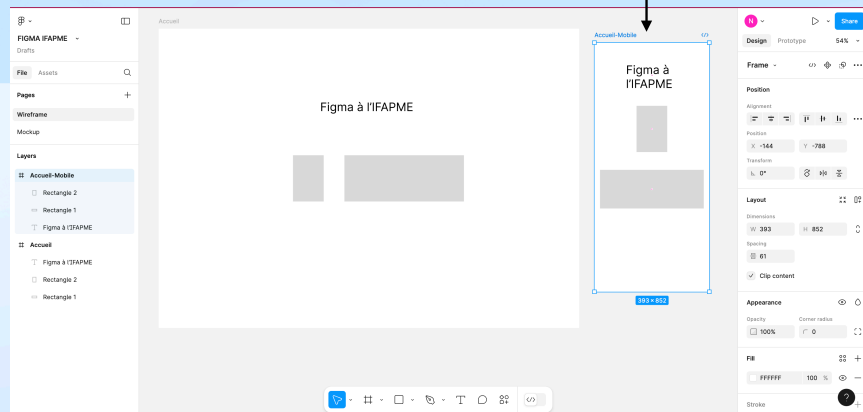 FIGMA IFAPME
Drafts
File Assets
Pages
Wireframe
Mockup
Layers
Accueil-Mobile
Rectangle 2
Rectangle 1
Figma à l'IFAPME
Accueil
Figma à l'IFAPME
Rectangle 2
Rectangle 1
Accueil
Figma à l'IFAPME
Accueil-Mobile
Figma à
l'IFAPME
393 × 852
N
Share
Design Prototype 54%
Frame
Position
Alignment
Position
X -144 Y -788
Transform
0°
Layout
Dimensions
W 393 H 852
Spacing
61
Clip content
Appearance
Opacity Corner radius
100% 0
Fill
FFFFFF 100 %
Stroke
?